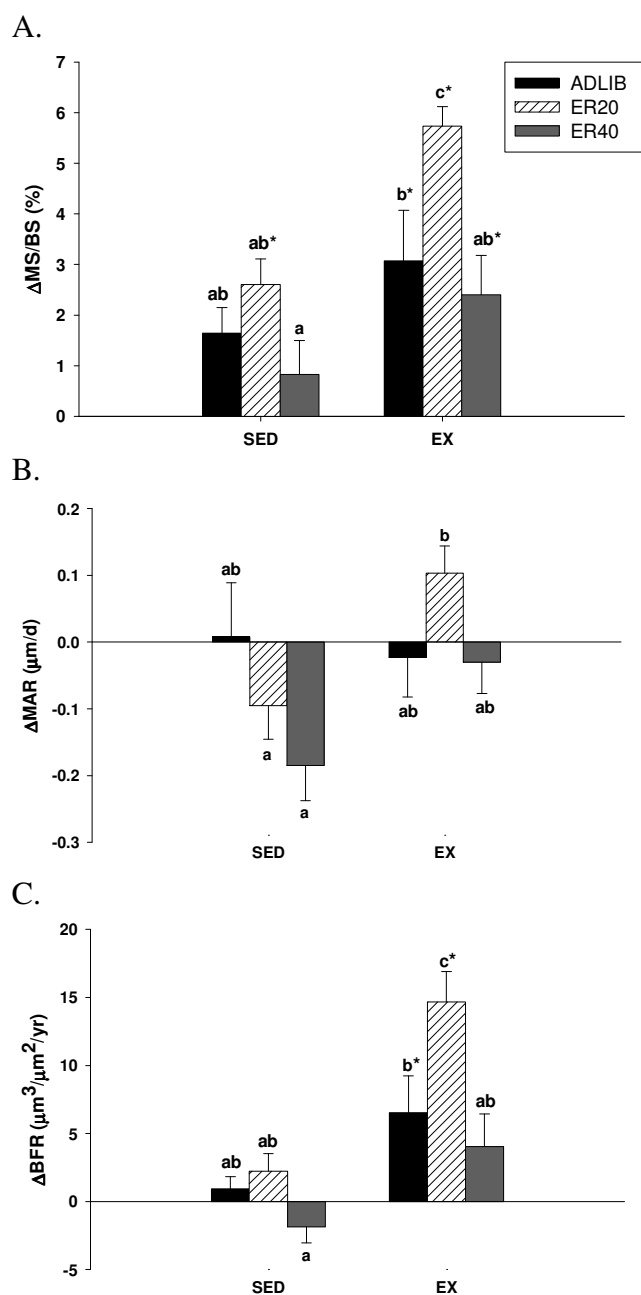 A.
ΔMS/BS (%)
7
6
5
4
3
2
1
0
ab
ab*
a
b*
c*
ab*
SED
EX
ADLIB
ER20
ER40
B.
ΔMAR (μm/d)
0.2
0.1
0.0
-0.1
-0.2
-0.3
ab
a
a
ab
b
ab
SED
EX
C.
ΔBFR (μm³/μm²/yr)
20
15
10
5
0
-5
ab
ab
a
b*
c*
ab
SED
EX